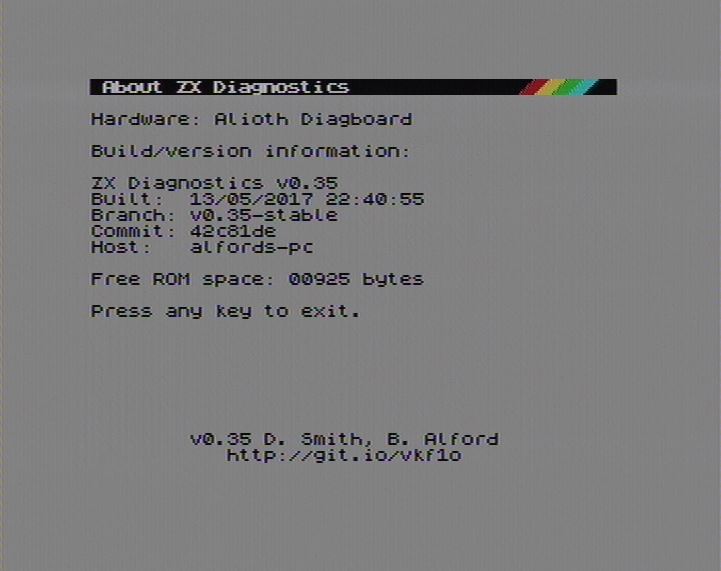 About ZX Diagnostics
Hardware: Alioth Diagboard
Build/version information:
ZX Diagnostics v0.35
Built: 13/05/2017 22:40:55
Branch: v0.35-stable
Commit: 42c81de
Host: alfords-pc
Free ROM space: 00925 bytes
Press any key to exit.
v0.35 D. Smith, B. Alford
http://git.io/vkf1o